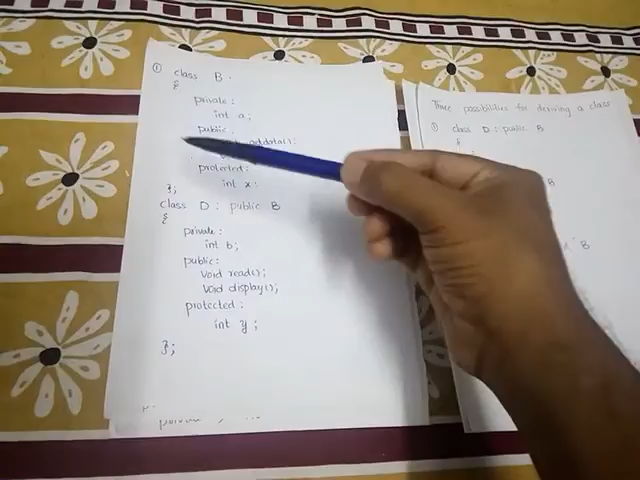 ① class B.
{
private:
int a;
public:
getdata();
protected:
int x;
};
class D: public B
{
private:
int b;
public:
void read();
void display();
protected:
int y;
};
Three possibilities for deriving a class
① class D: public B
{
B
B